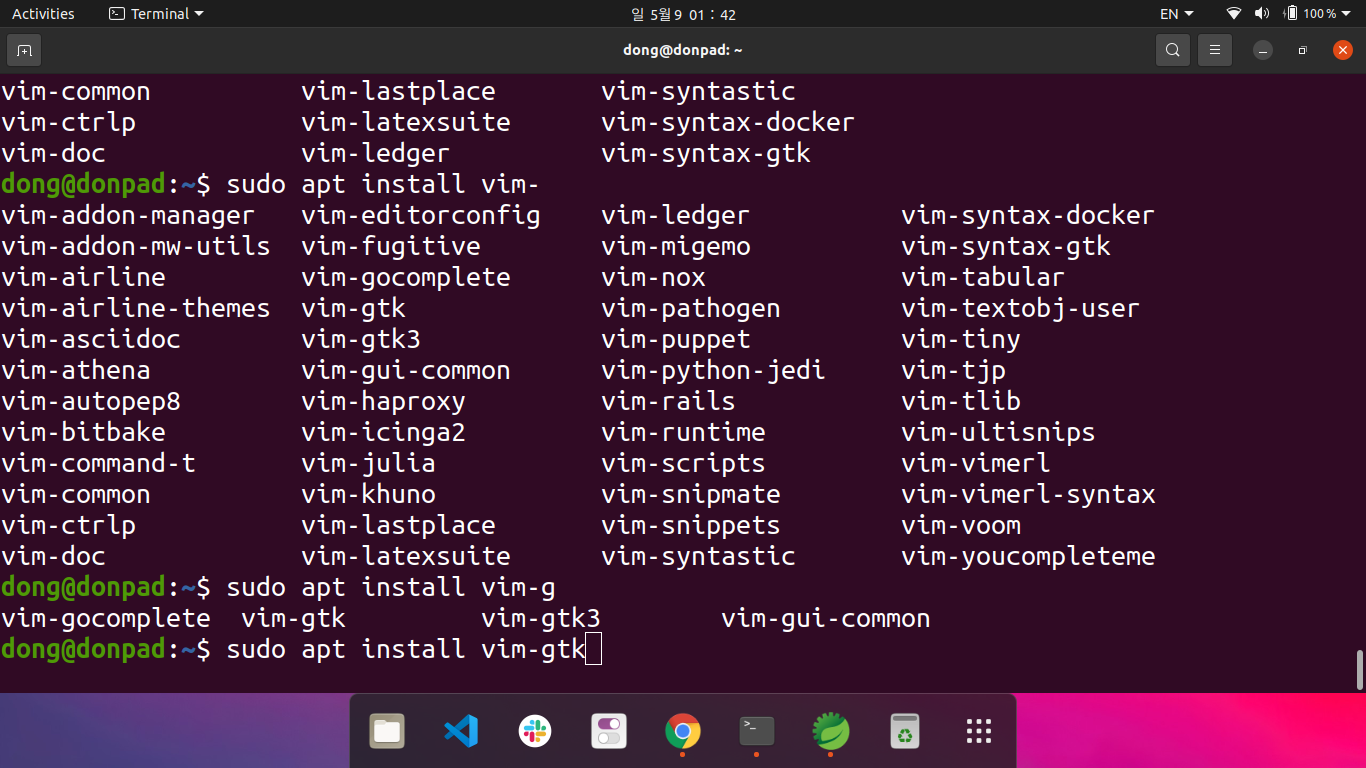 Activities Terminal 일 5월 9 01 : 42 EN 100 %
dong@donpad: ~
vim-common vim-lastplace vim-syntastic
vim-ctrlp vim-latexsuite vim-syntax-docker
vim-doc vim-ledger vim-syntax-gtk
dong@donpad:~$ sudo apt install vim-
vim-addon-manager vim-editorconfig vim-ledger vim-syntax-docker
vim-addon-mw-utils vim-fugitive vim-migemo vim-syntax-gtk
vim-airline vim-gocomplete vim-nox vim-tabular
vim-airline-themes vim-gtk vim-pathogen vim-textobj-user
vim-asciidoc vim-gtk3 vim-puppet vim-tiny
vim-athena vim-gui-common vim-python-jedi vim-tjp
vim-autopep8 vim-haproxy vim-rails vim-tlib
vim-bitbake vim-icinga2 vim-runtime vim-ultisnips
vim-command-t vim-julia vim-scripts vim-vimerl
vim-common vim-khuno vim-snipmate vim-vimerl-syntax
vim-ctrlp vim-lastplace vim-snippets vim-voom
vim-doc vim-latexsuite vim-syntastic vim-youcompleteme
dong@donpad:~$ sudo apt install vim-g
vim-gocomplete vim-gtk vim-gtk3 vim-gui-common
dong@donpad:~$ sudo apt install vim-gtk